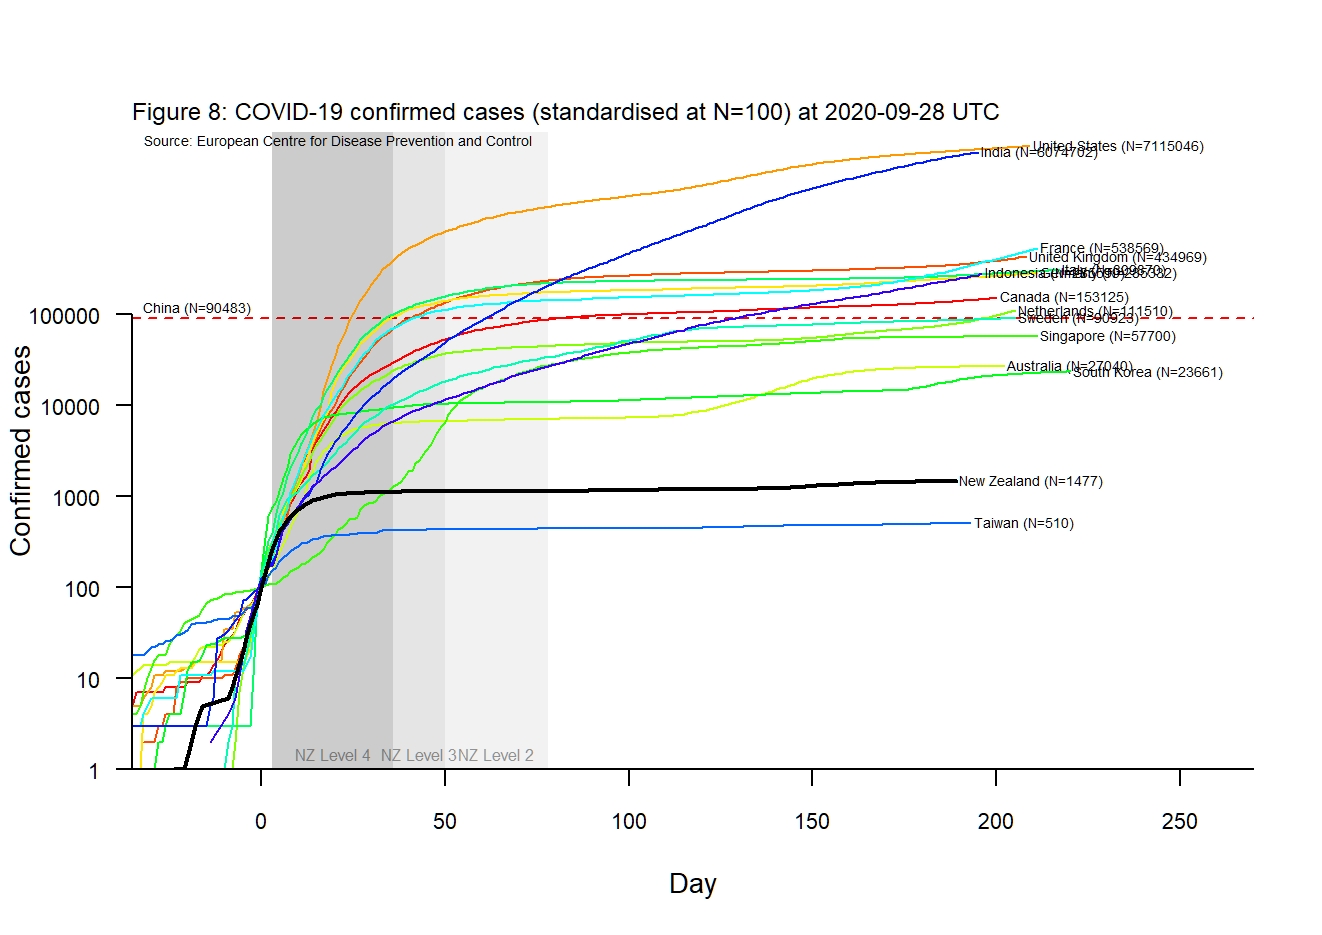 Figure 8: COVID-19 confirmed cases (standardised at N=100) at 2020-09-28 UTC
Source: European Centre for Disease Prevention and Control
United States (N=7115046)
India (N=6074702)
France (N=538569)
United Kingdom (N=434969)
Italy
Indonesia
Canada (N=153125)
China (N=90483)
Netherlands (N=111510)
Sweden (N=90923)
Singapore (N=57700)
Australia (N=27040)
South Korea (N=23661)
New Zealand (N=1477)
Taiwan (N=510)
Confirmed cases
100000
10000
1000
100
10
1
NZ Level 4
NZ Level 3
NZ Level 2
0
50
100
150
200
250
Day